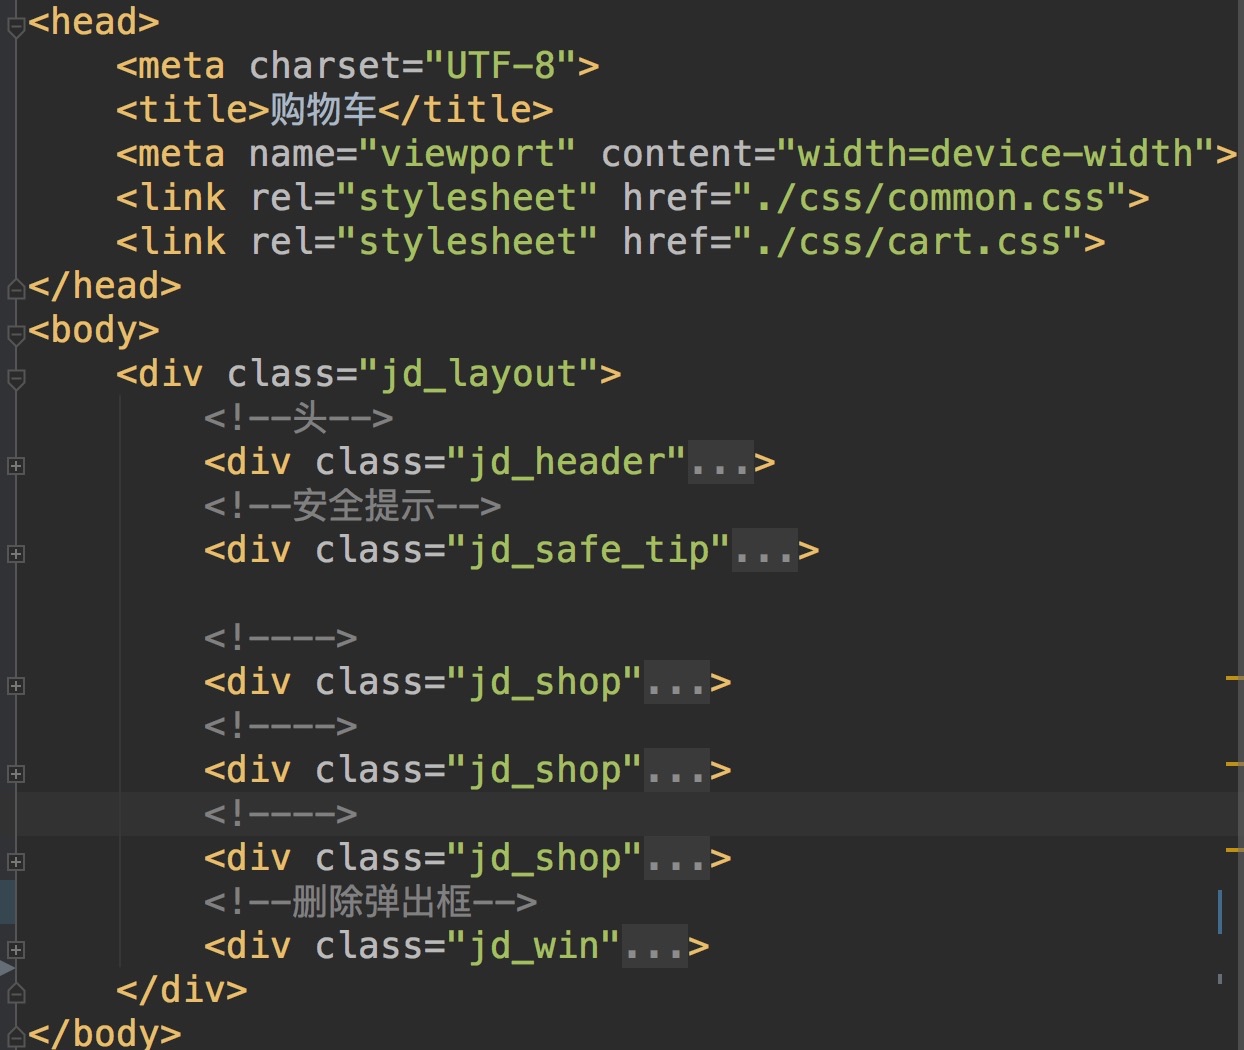 <head>
<meta charset="UTF-8">
<title>购物车</title>
<meta name="viewport" content="width=device-width">
<link rel="stylesheet" href="./css/common.css">
<link rel="stylesheet" href="./css/cart.css">
</head>
<body>
<div class="jd_layout">
<!--头-->
<div class="jd_header"...>
<!--安全提示-->
<div class="jd_safe_tip"...>
<!---->
<div class="jd_shop"...>
<!---->
<div class="jd_shop"...>
<!---->
<div class="jd_shop"...>
<!--删除弹出框-->
<div class="jd_win"...>
</div>
</body>